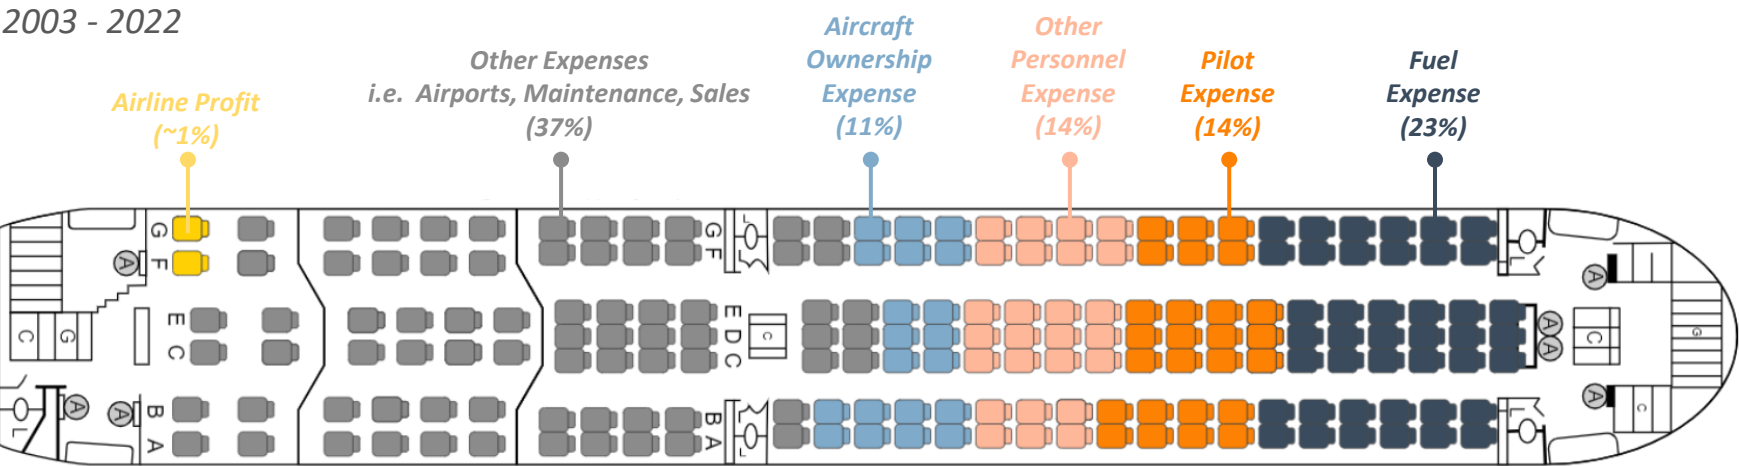 2003 - 2022
Airline Profit
(~1%)
Other Expenses
i.e. Airports, Maintenance, Sales
(37%)
Aircraft
Ownership
Expense
(11%)
Other
Personnel
Expense
(14%)
Pilot
Expense
(14%)
Fuel
Expense
(23%)
G
F
A
E
C
C
G
B
A
A
A
L
G
F
L
E
D
C
C
B
A
L
L
A
A
C
A
G
A
C
L